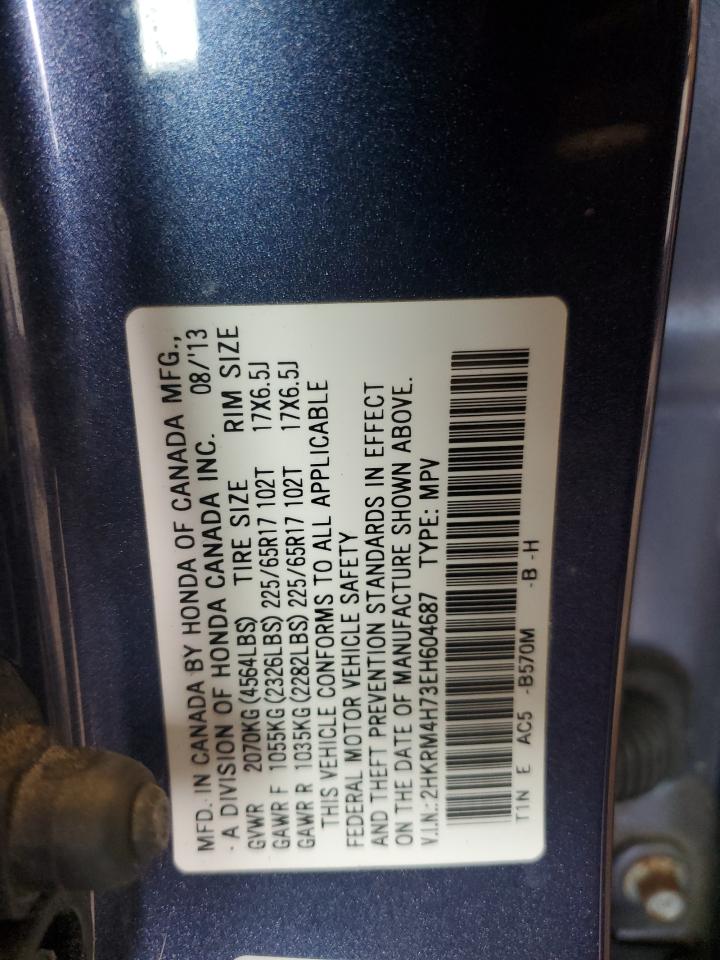 MFD. IN CANADA BY HONDA OF CANADA MFG.,
A DIVISION OF HONDA CANADA INC. 08/'13
GVWR 2070KG (4564LBS) TIRE SIZE RIM SIZE
GAWR F 1055KG (2326LBS) 225/65R17 102T 17X6.5J
GAWR R 1035KG (2282LBS) 225/65R17 102T 17X6.5J
THIS VEHICLE CONFORMS TO ALL APPLICABLE
FEDERAL MOTOR VEHICLE SAFETY
AND THEFT PREVENTION STANDARDS IN EFFECT
ON THE DATE OF MANUFACTURE SHOWN ABOVE.
V.I.N.: 2HKRM4H73EH604687 TYPE: MPV
T1N E AC5 -B570M -B -H